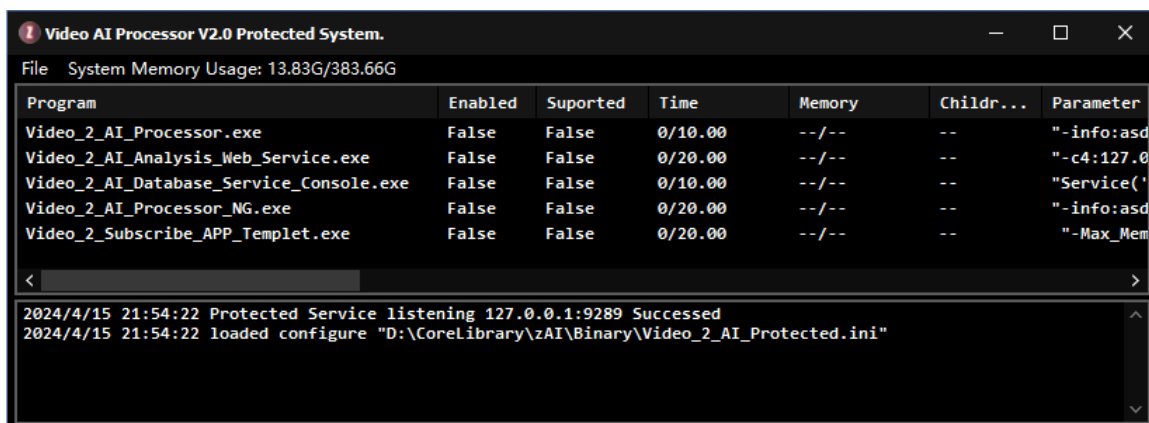 Video AI Processor V2.0 Protected System.
File System Memory Usage: 13.83G/383.66G
Program Enabled Suported Time Memory Childr... Parameter
Video_2_AI_Processor.exe False False 0/10.00 --/-- -- "-info:asd
Video_2_AI_Analysis_Web_Service.exe False False 0/20.00 --/-- -- "-c4:127.0
Video_2_AI_Database_Service_Console.exe False False 0/10.00 --/-- -- "Service('
Video_2_AI_Processor_NG.exe False False 0/20.00 --/-- -- "-info:asd
Video_2_Subscribe_APP_Templet.exe False False 0/20.00 --/-- -- "-Max_Mem
2024/4/15 21:54:22 Protected Service listening 127.0.0.1:9289 Successed
2024/4/15 21:54:22 loaded configure "D:\CoreLibrary\zAI\Binary\Video_2_AI_Protected.ini"